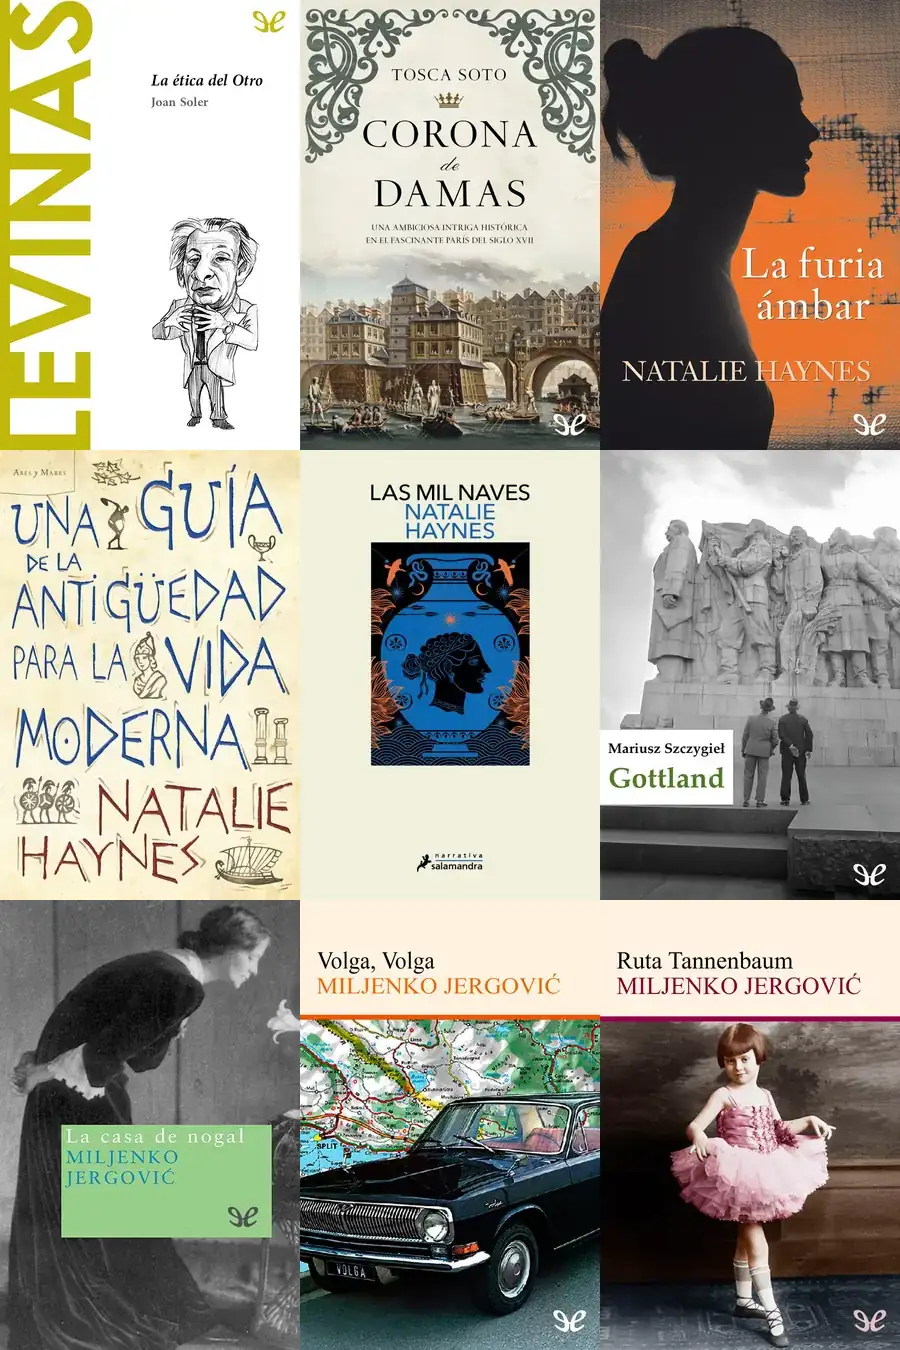 LEVINAS
La ética del Otro
Joan Soler
TOSCA SOTO
CORONA
de
DAMAS
UNA AMBICIOSA INTRIGA HISTÓRICA
EN EL FASCINANTE PARÍS DEL SIGLO XVII
La furia
ámbar
NATALIE HAYNES
ARES y MARES
UNA GUÍA
DE LA
ANTIGÜEDAD
PARA LA VIDA
MODERNA
NATALIE
HAYNES
LAS MIL NAVES
NATALIE
HAYNES
narrativa
salamandra
Mariusz Szczygieł
Gottland
La casa de nogal
MILJENKO
JERGOVIĆ
Volga, Volga
MILJENKO JERGOVIĆ
SPLIT
VOLGA
Ruta Tannenbaum
MILJENKO JERGOVIĆ